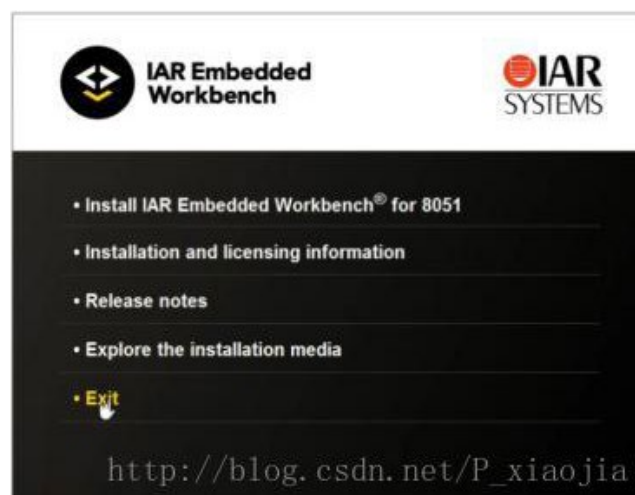 IAR Embedded
Workbench
IAR
SYSTEMS
• Install IAR Embedded Workbench® for 8051
• Installation and licensing information
• Release notes
• Explore the installation media
• Exit
http://blog.csdn.net/P_xiaojia